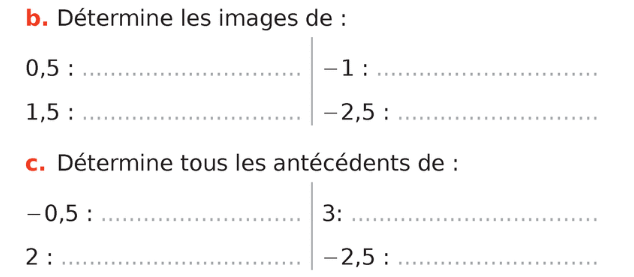 b. Détermine les images de :
0,5 : ............................... −1 : ...............................
1,5 : ............................... −2,5 : ............................
c. Détermine tous les antécédents de :
−0,5 : ............................ 3: ...................................
2 : .................................. −2,5 : ............................